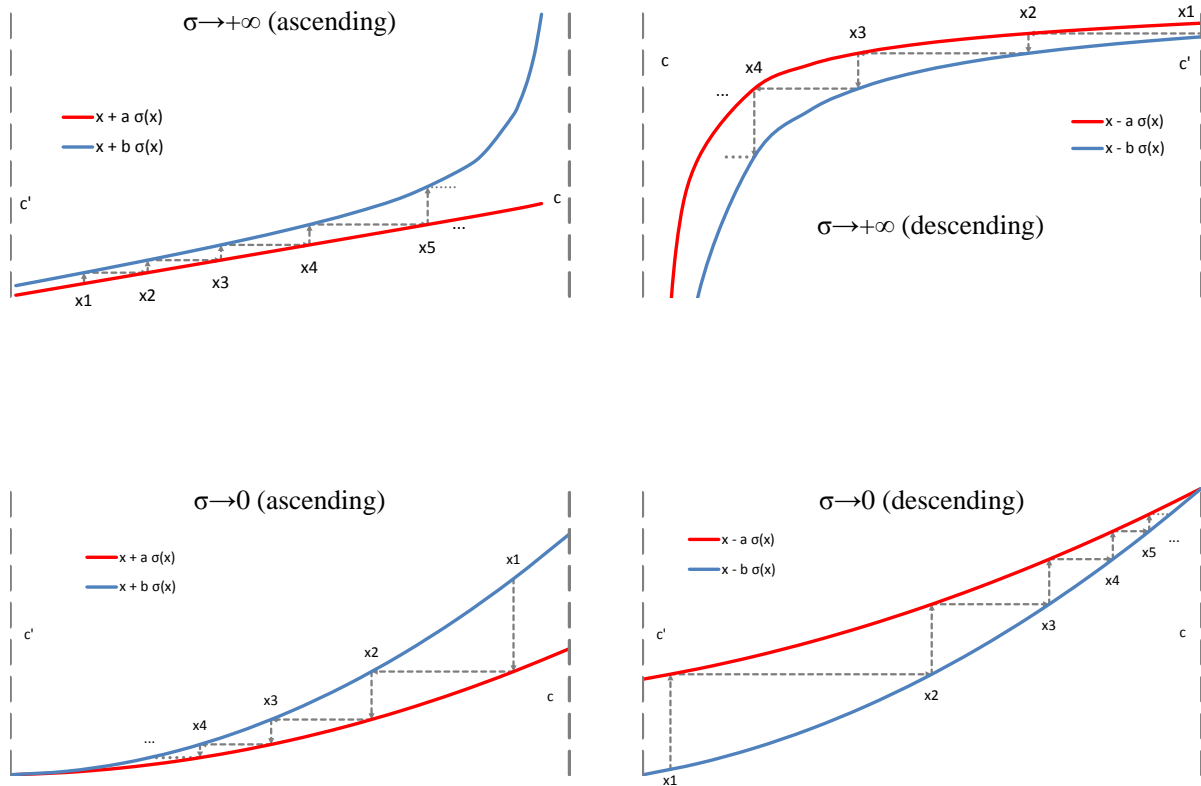 σ→+∞ (ascending)
x + a σ(x)
x + b σ(x)
c'
c
x1
x2
x3
x4
x5
...
x1
x2
x3
x4
c
c'
...
x - a σ(x)
x - b σ(x)
σ→+∞ (descending)
σ→0 (ascending)
x + a σ(x)
x + b σ(x)
x1
x2
x3
x4
...
c'
c
σ→0 (descending)
x - a σ(x)
x - b σ(x)
c'
c
x1
x2
x3
x4
x5
...